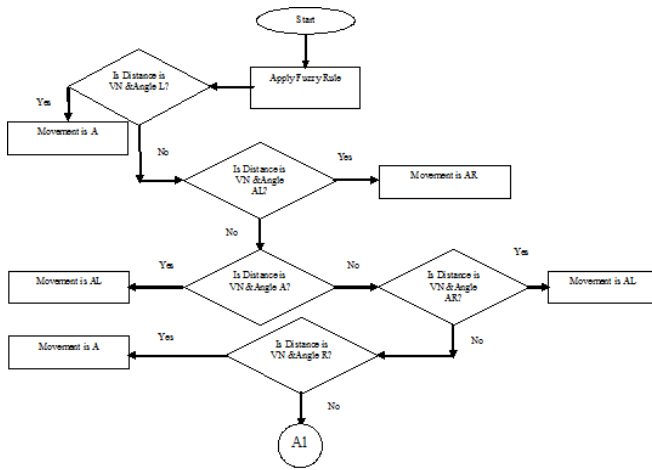 Start
Apply Fuzzy Rule
Is Distance is
VN & Angle L?
Yes
Movement is A
No
Is Distance is
VN & Angle
AL?
Yes
Movement is AR
No
Is Distance is
VN & Angle A?
Yes
Movement is AL
No
Is Distance is
VN & Angle
AR?
Yes
Movement is AL
No
Is Distance is
VN & Angle R?
Yes
Movement is A
No
A1